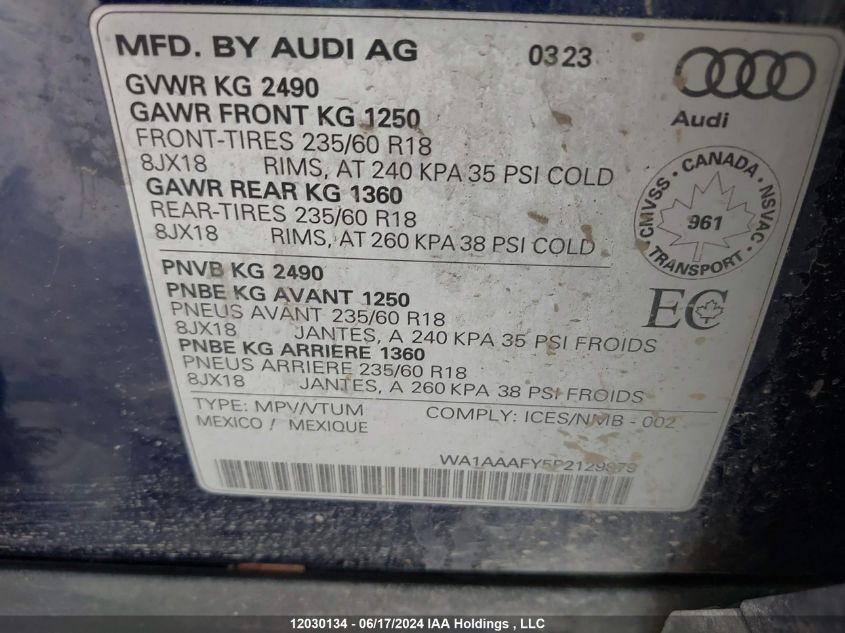 MFD. BY AUDI AG 0323
GVWR KG 2490
GAWR FRONT KG 1250
FRONT-TIRES 235/60 R18
8JX18 RIMS, AT 240 KPA 35 PSI COLD
GAWR REAR KG 1360
REAR-TIRES 235/60 R18
8JX18 RIMS, AT 260 KPA 38 PSI COLD
Audi
CMVSS • CANADA • NSVAC
961
TRANSPORT
PNVB KG 2490
PNBE KG AVANT 1250
PNEUS AVANT 235/60 R18
8JX18 JANTES, A 240 KPA 35 PSI FROIDS
PNBE KG ARRIERE 1360
PNEUS ARRIERE 235/60 R18
8JX18 JANTES, A 260 KPA 38 PSI FROIDS
EC
TYPE: MPV/VTUM COMPLY: ICES/NMB - 002
MEXICO / MEXIQUE
12030134 - 06/17/2024 IAA Holdings , LLC